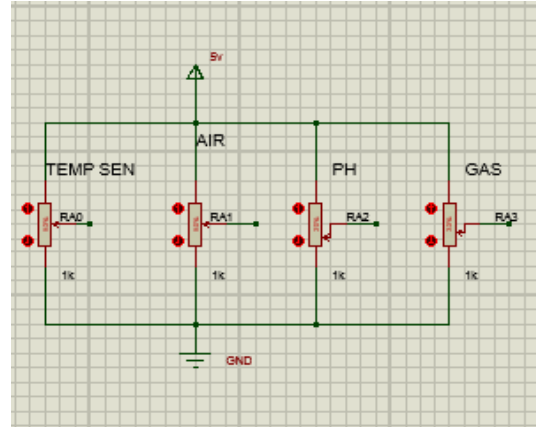 5v
AIR
TEMP SEN
PH
GAS
RA0
RA1
RA2
RA3
1k
1k
1k
1k
GND